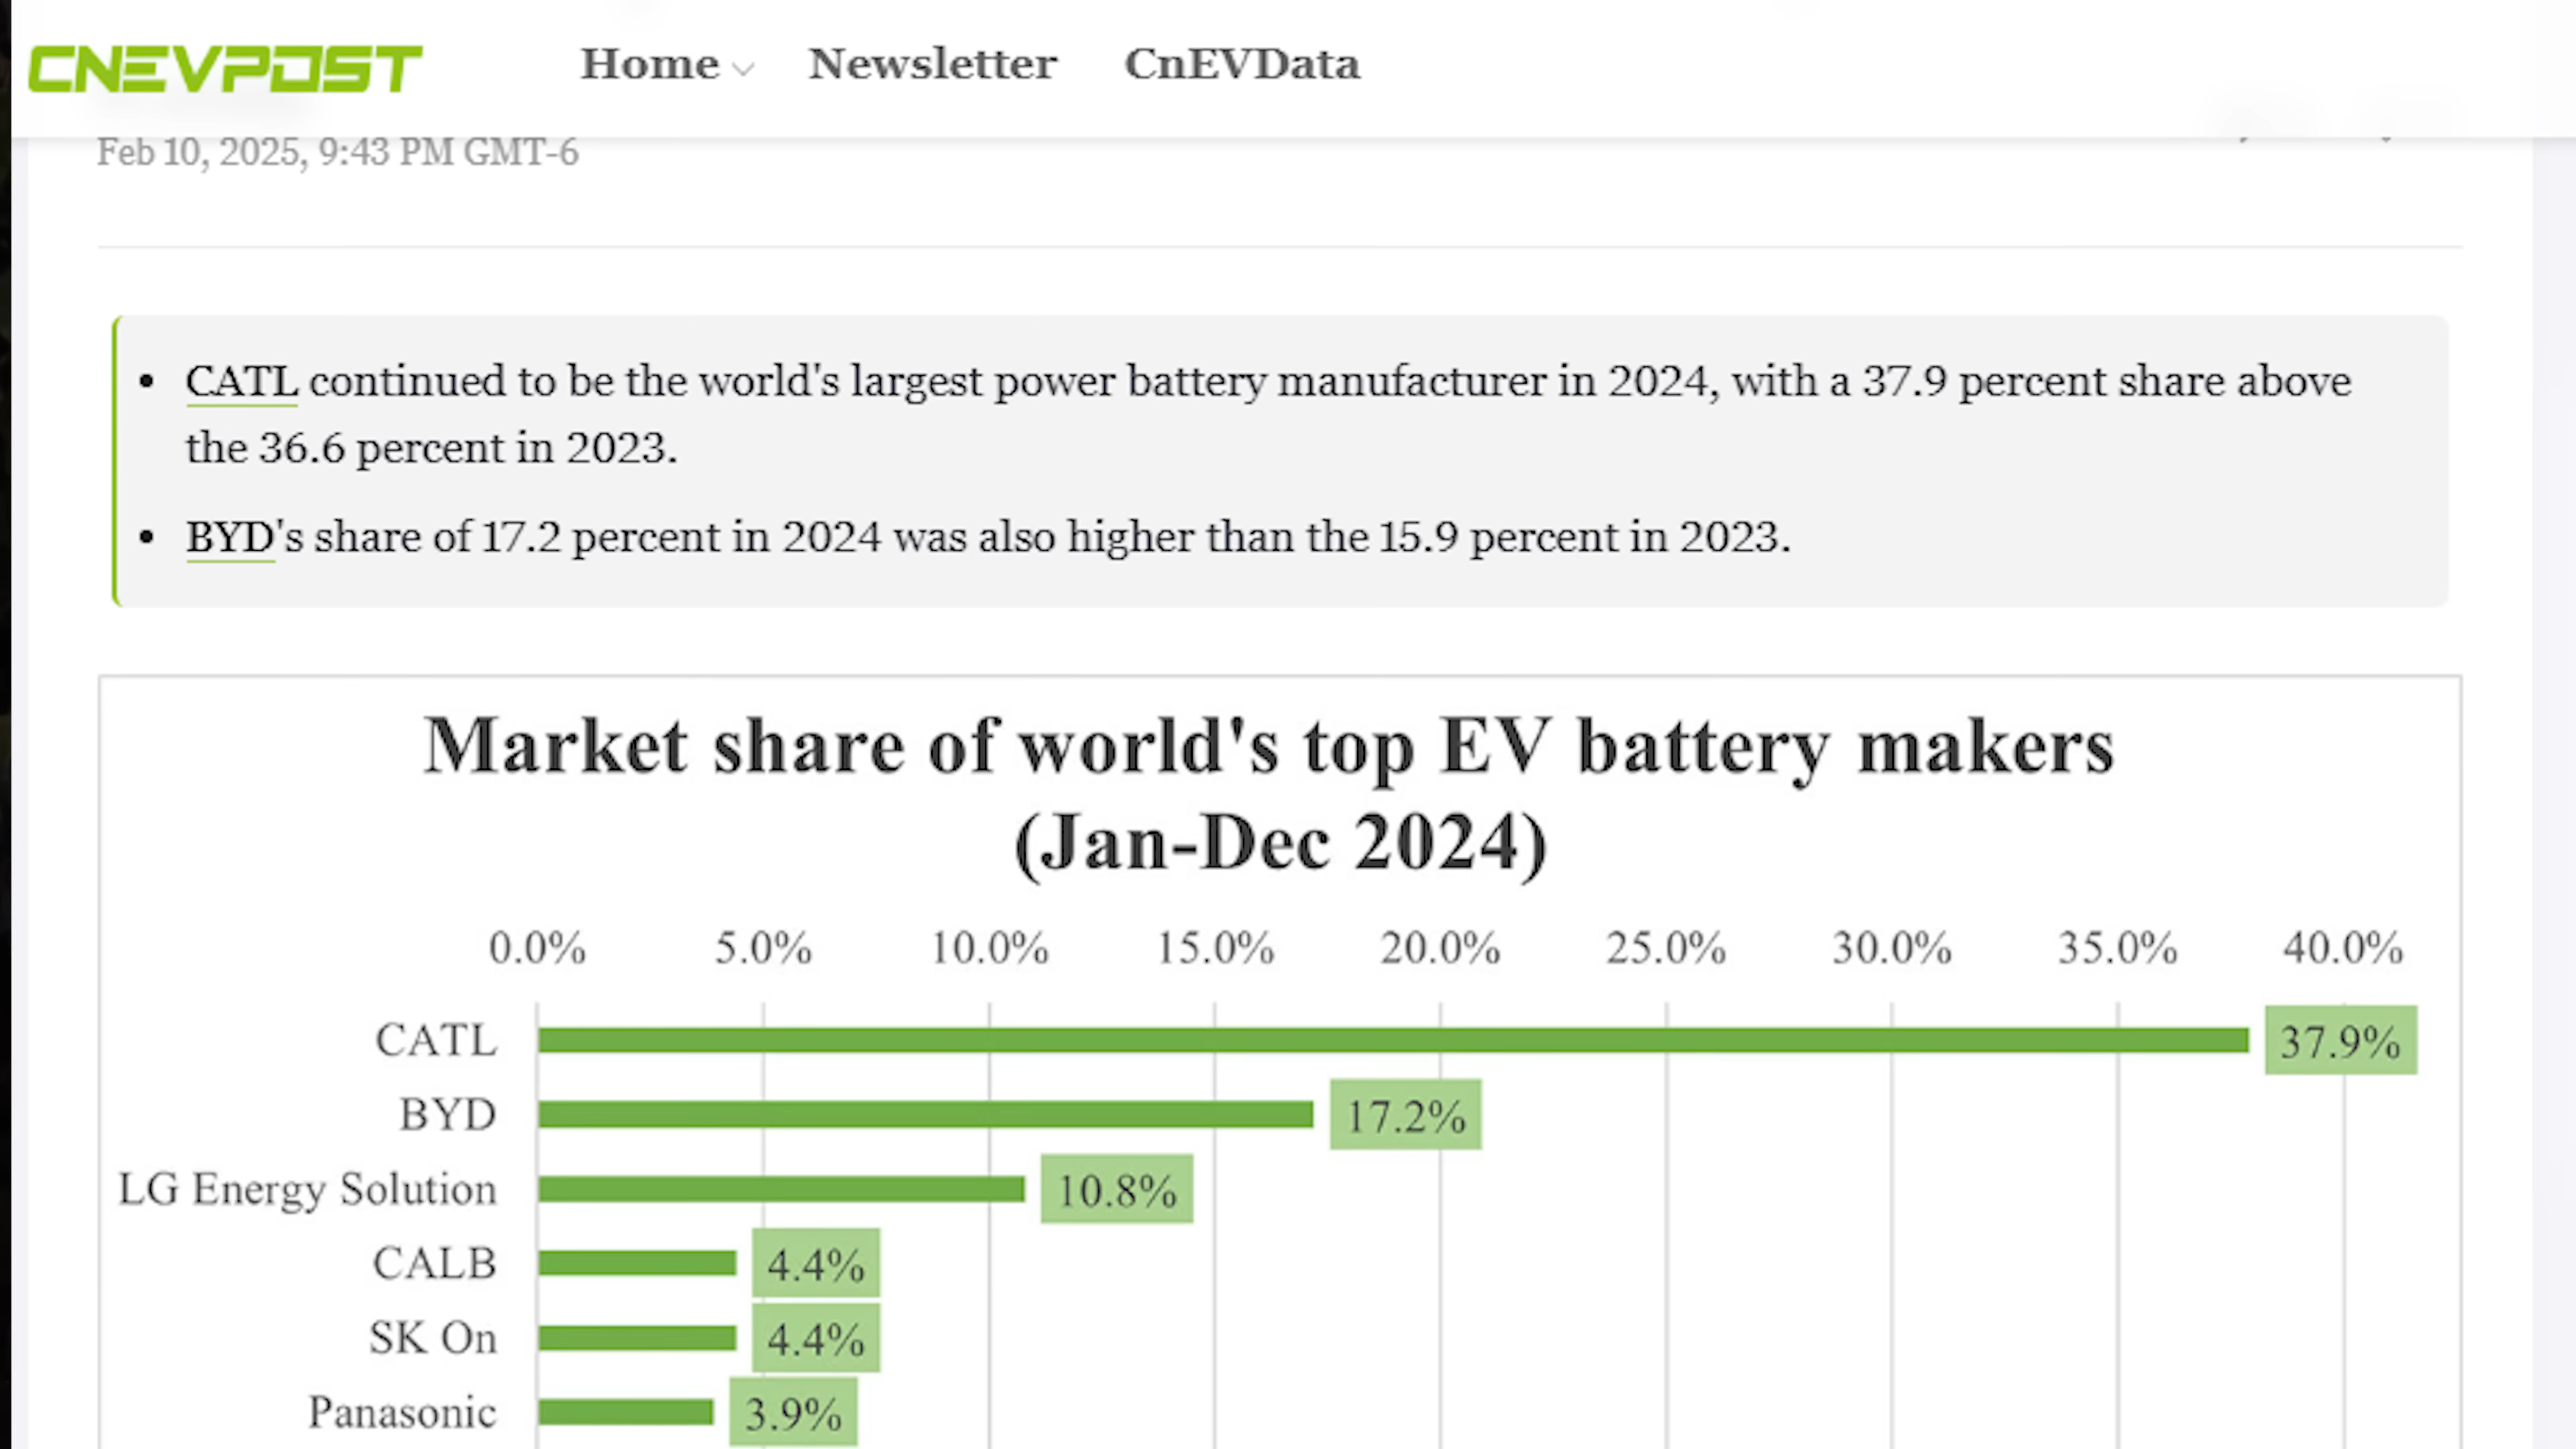 CNEVPOST
Home Newsletter CnEVData
Feb 10, 2025, 9:43 PM GMT-6
• CATL continued to be the world's largest power battery manufacturer in 2024, with a 37.9 percent share above
the 36.6 percent in 2023.
• BYD's share of 17.2 percent in 2024 was also higher than the 15.9 percent in 2023.
Market share of world's top EV battery makers
(Jan-Dec 2024)
0.0% 5.0% 10.0% 15.0% 20.0% 25.0% 30.0% 35.0% 40.0%
CATL 37.9%
BYD 17.2%
LG Energy Solution 10.8%
CALB 4.4%
SK On 4.4%
Panasonic 3.9%